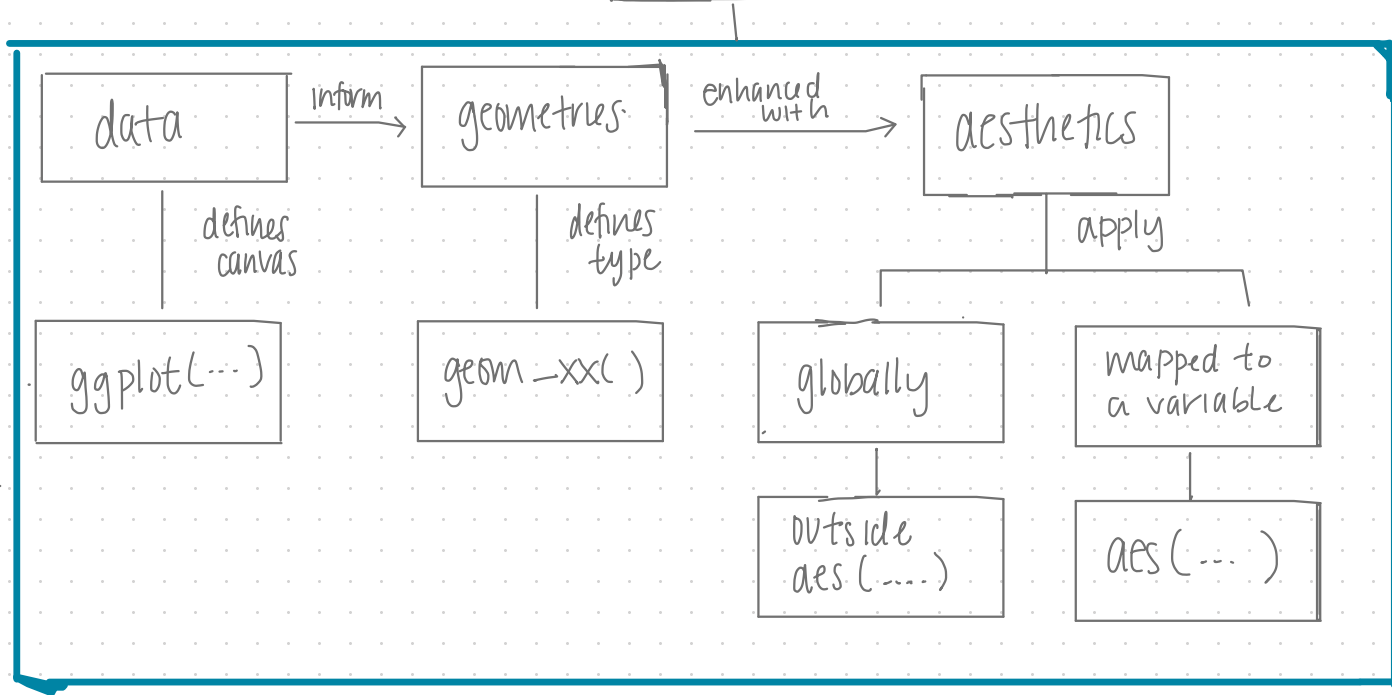 data
inform
geometries
enhanced
with
aesthetics
defines
canvas
defines
type
apply
ggplot(...)
geom_xx( )
globally
mapped to
a variable
outside
aes(.....)
aes(... )